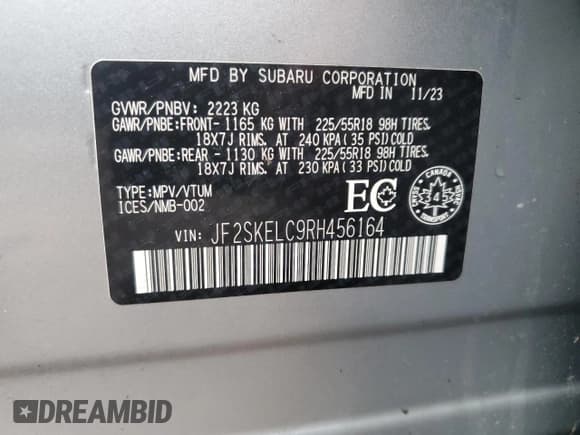 MFD BY SUBARU CORPORATION
MFD IN 11/23
GVWR/PNBV: 2223 KG
GAWR/PNBE:FRONT- 1165 KG WITH 225/55R18 98H TIRES.
18X7J RIMS. AT 240 KPA ( 35 PSI) COLD
GAWR/PNBE:REAR - 1130 KG WITH 225/55R18 98H TIRES.
18X7J RIMS. AT 230 KPA ( 33 PSI) COLD
TYPE:MPV/VTUM
ICES/NMB-002
EC
CANADA
4
TRANSPORT
VIN: JF2SKELC9RH456164
DREAMBID